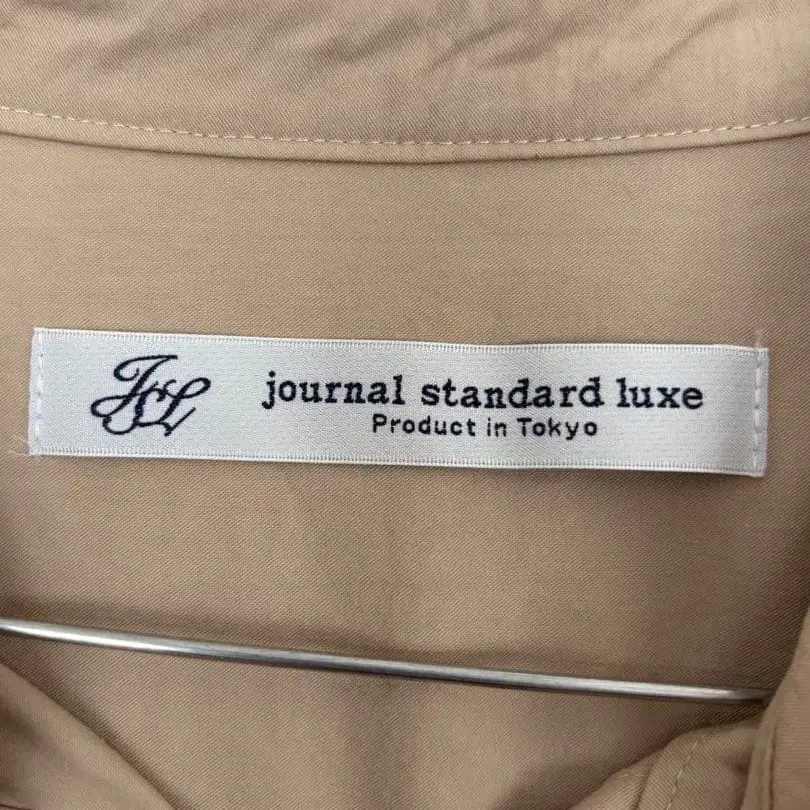 JSL
journal standard luxe
Product in Tokyo